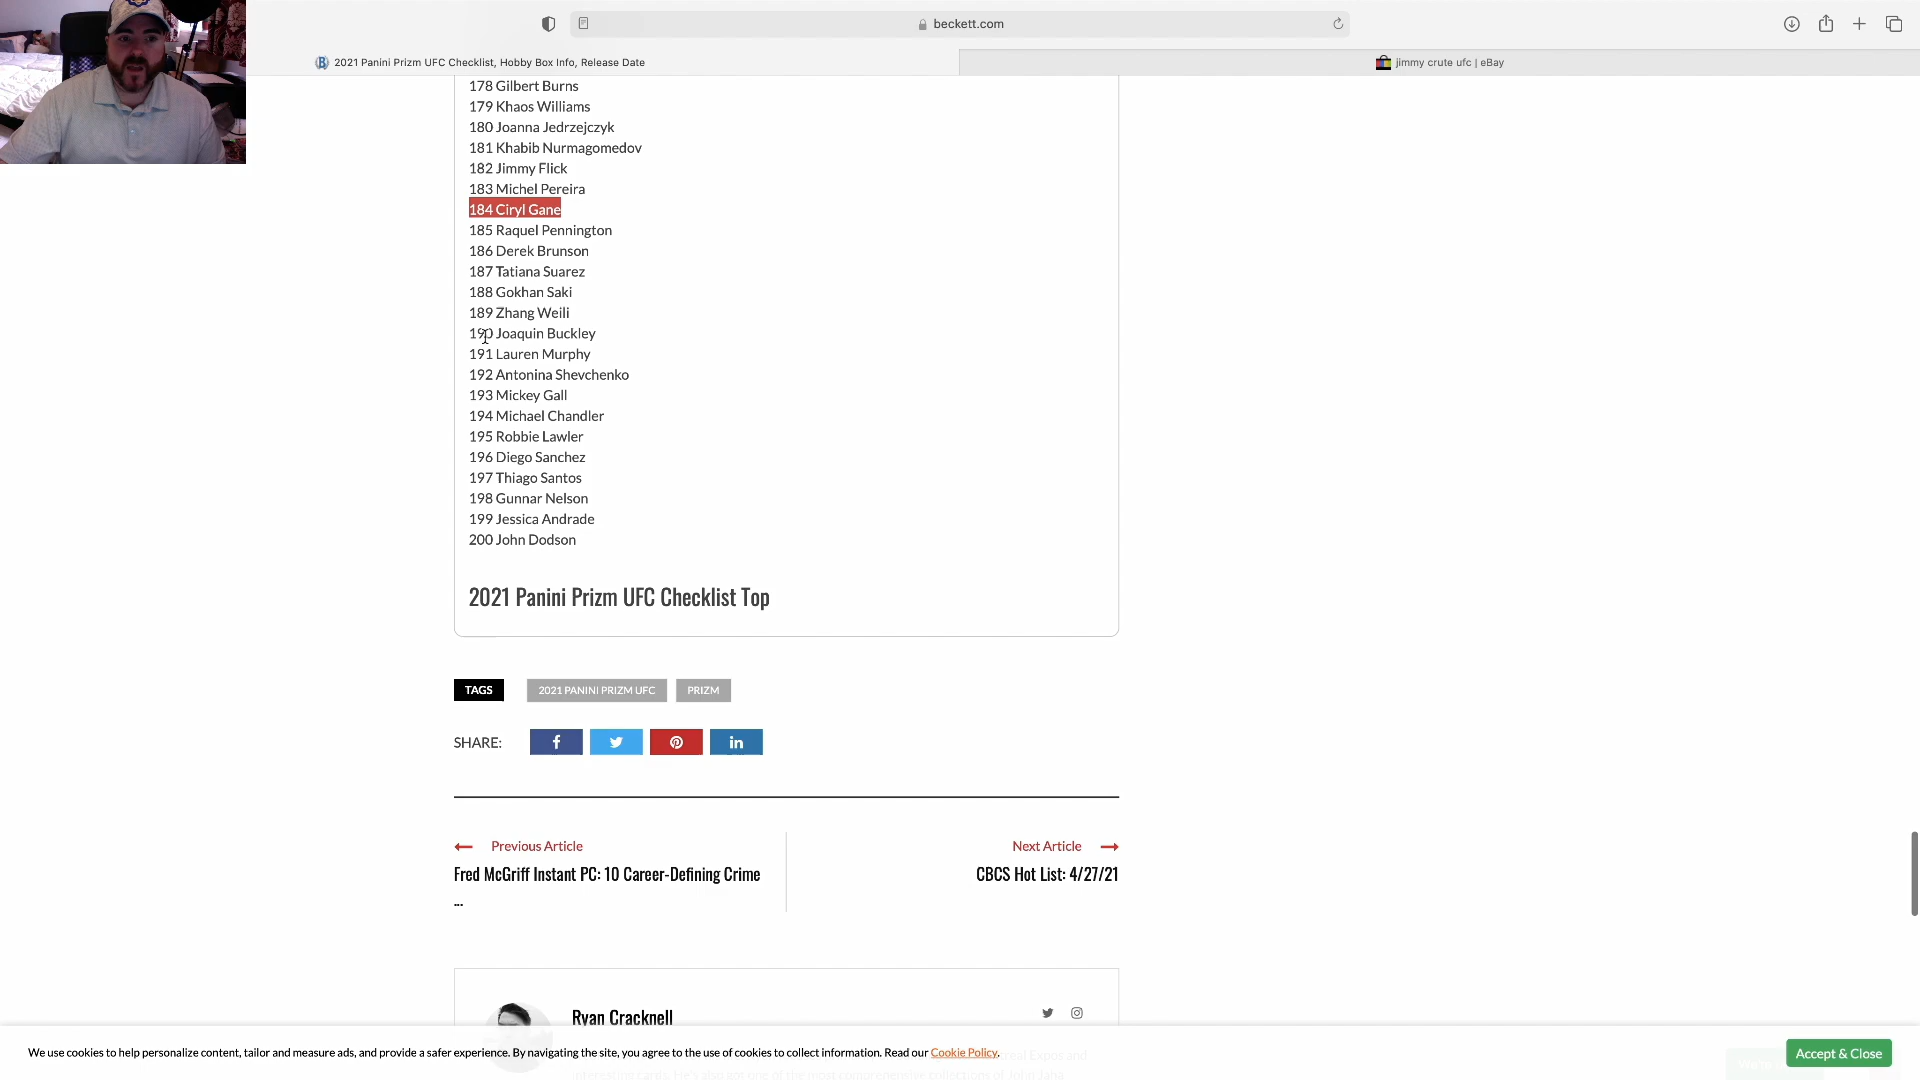 beckett.com
2021 Panini Prizm UFC Checklist, Hobby Box Info, Release Date
jimmy crute ufc | eBay
178 Gilbert Burns
179 Khaos Williams
180 Joanna Jedrzejczyk
181 Khabib Nurmagomedov
182 Jimmy Flick
183 Michel Pereira
184 Ciryl Gane
185 Raquel Pennington
186 Derek Brunson
187 Tatiana Suarez
188 Gokhan Saki
189 Zhang Weili
190 Joaquin Buckley
191 Lauren Murphy
192 Antonina Shevchenko
193 Mickey Gall
194 Michael Chandler
195 Robbie Lawler
196 Diego Sanchez
197 Thiago Santos
198 Gunnar Nelson
199 Jessica Andrade
200 John Dodson
2021 Panini Prizm UFC Checklist Top
TAGS 2021 PANINI PRIZM UFC PRIZM
SHARE:
Previous Article
Fred McGriff Instant PC: 10 Career-Defining Crime
...
Next Article
CBCS Hot List: 4/27/21
Ryan Cracknell
We use cookies to help personalize content, tailor and measure ads, and provide a safer experience. By navigating the site, you agree to the use of cookies to collect information. Read our Cookie Policy.
Accept & Close